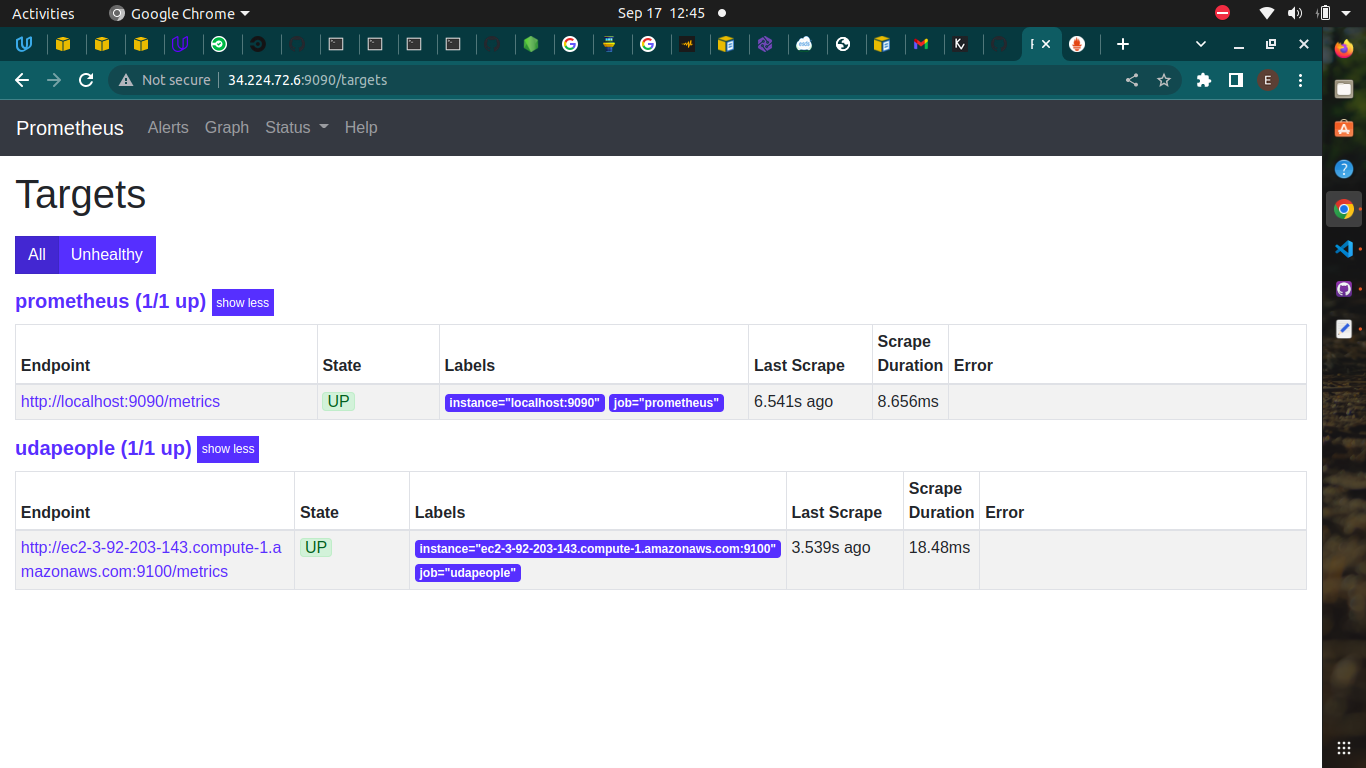 Activities Google Chrome Sep 17 12:45
Not secure 34.224.72.6:9090/targets E
Prometheus Alerts Graph Status Help
Targets
All Unhealthy
prometheus (1/1 up) show less
Endpoint State Labels Last Scrape Scrape Duration Error
http://localhost:9090/metrics UP instance="localhost:9090" job="prometheus" 6.541s ago 8.656ms
udapeople (1/1 up) show less
Endpoint State Labels Last Scrape Scrape Duration Error
http://ec2-3-92-203-143.compute-1.a UP instance="ec2-3-92-203-143.compute-1.amazonaws.com:9100" 3.539s ago 18.48ms
mazonaws.com:9100/metrics job="udapeople"